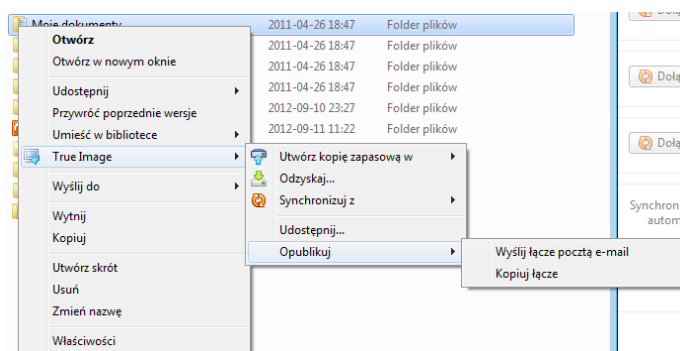 Moje dokumenty 2011-04-26 18:47 Folder plików
Otwórz 2011-04-26 18:47 Folder plików
Otwórz w nowym oknie 2011-04-26 18:47 Folder plików
Udostępnij 2011-04-26 18:47 Folder plików
Przywróć poprzednie wersje 2012-09-10 23:27 Folder plików
Umieść w bibliotece 2012-09-11 11:22 Folder plików
True Image
Utwórz kopię zapasową w
Odzyskaj...
Synchronizuj z
Udostępnij...
Opublikuj
Wyślij łącze pocztą e-mail
Kopiuj łącze
Wyślij do
Wytnij
Kopiuj
Utwórz skrót
Usuń
Zmień nazwę
Właściwości
Dołą
Dołą
Synchron
autom